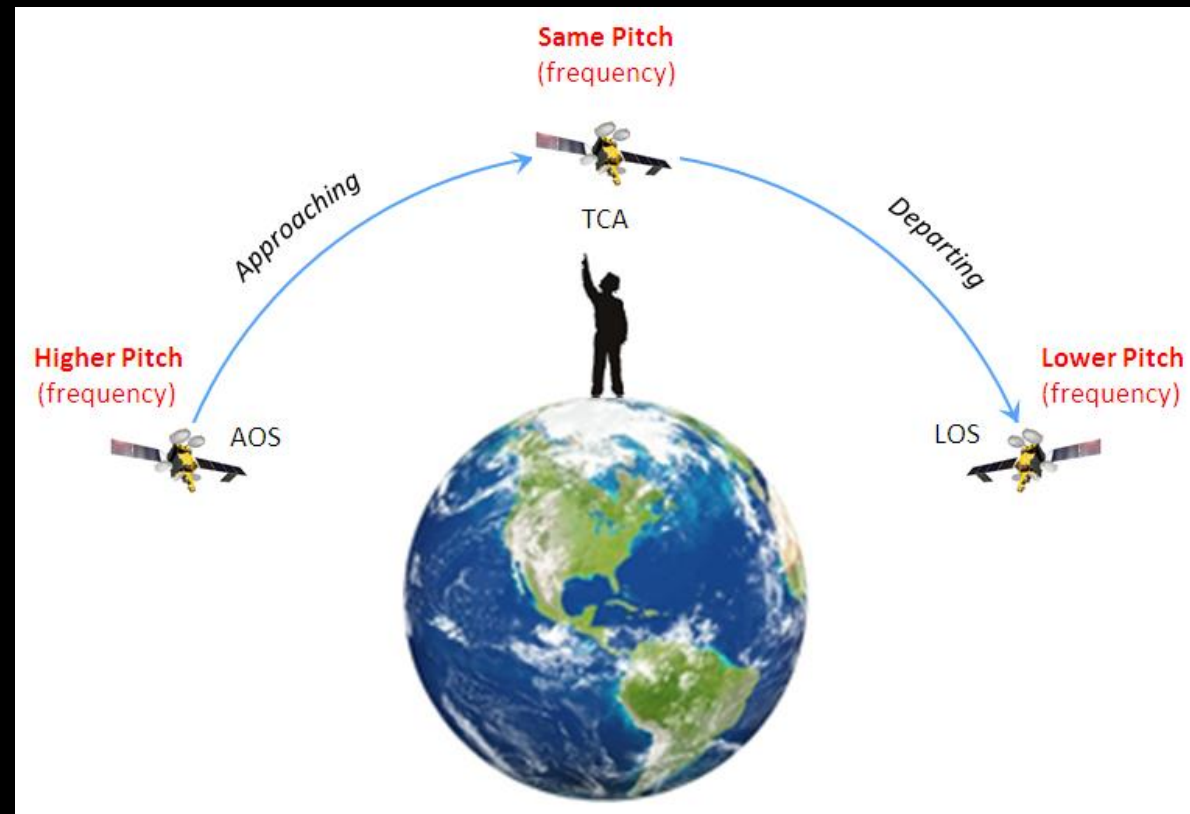 Same Pitch
(frequency)
TCA
Approaching
Departing
Higher Pitch
(frequency)
AOS
Lower Pitch
(frequency)
LOS